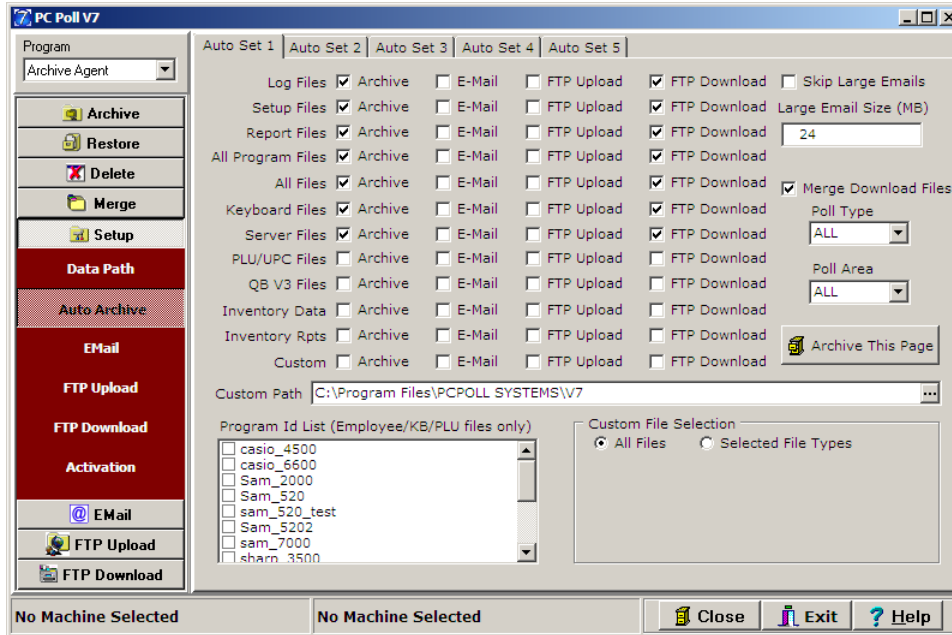 PC Poll V7
Program
Archive Agent
Archive
Restore
Delete
Merge
Setup
Data Path
Auto Archive
EMail
FTP Upload
FTP Download
Activation
EMail
FTP Upload
FTP Download
Auto Set 1 Auto Set 2 Auto Set 3 Auto Set 4 Auto Set 5
Log Files Archive E-Mail FTP Upload FTP Download Skip Large Emails
Setup Files Archive E-Mail FTP Upload FTP Download Large Email Size (MB)
Report Files Archive E-Mail FTP Upload FTP Download 24
All Program Files Archive E-Mail FTP Upload FTP Download
All Files Archive E-Mail FTP Upload FTP Download Merge Download Files
Keyboard Files Archive E-Mail FTP Upload FTP Download Poll Type
Server Files Archive E-Mail FTP Upload FTP Download ALL
PLU/UPC Files Archive E-Mail FTP Upload FTP Download Poll Area
QB V3 Files Archive E-Mail FTP Upload FTP Download ALL
Inventory Data Archive E-Mail FTP Upload FTP Download
Inventory Rpts Archive E-Mail FTP Upload FTP Download Archive This Page
Custom Archive E-Mail FTP Upload FTP Download
Custom Path C:\Program Files\PCPOLL SYSTEMS\V7 ...
Program Id List (Employee/KB/PLU files only)
casio_4500
casio_6600
Sam_2000
Sam_520
sam_520_test
Sam_5202
sam_7000
sharp_3500
Custom File Selection
All Files Selected File Types
No Machine Selected No Machine Selected Close Exit Help